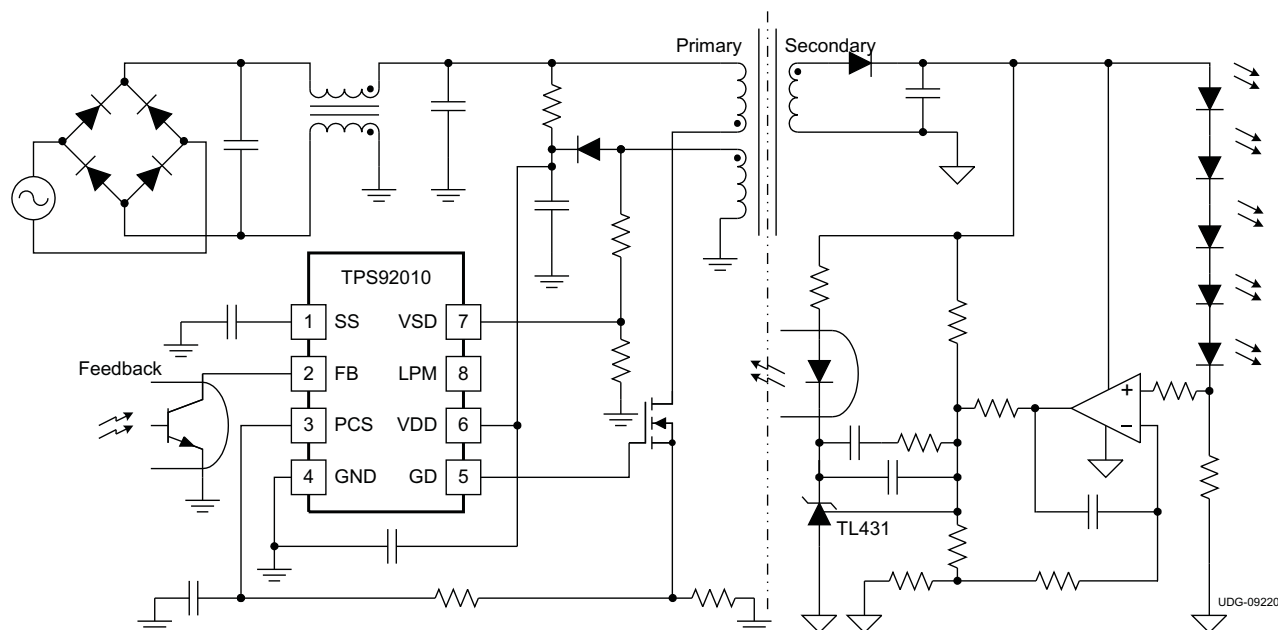 Primary Secondary
TPS92010
1 SS VSD 7
Feedback
2 FB LPM 8
3 PCS VDD 6
4 GND GD 5
+
−
TL431
UDG-09220